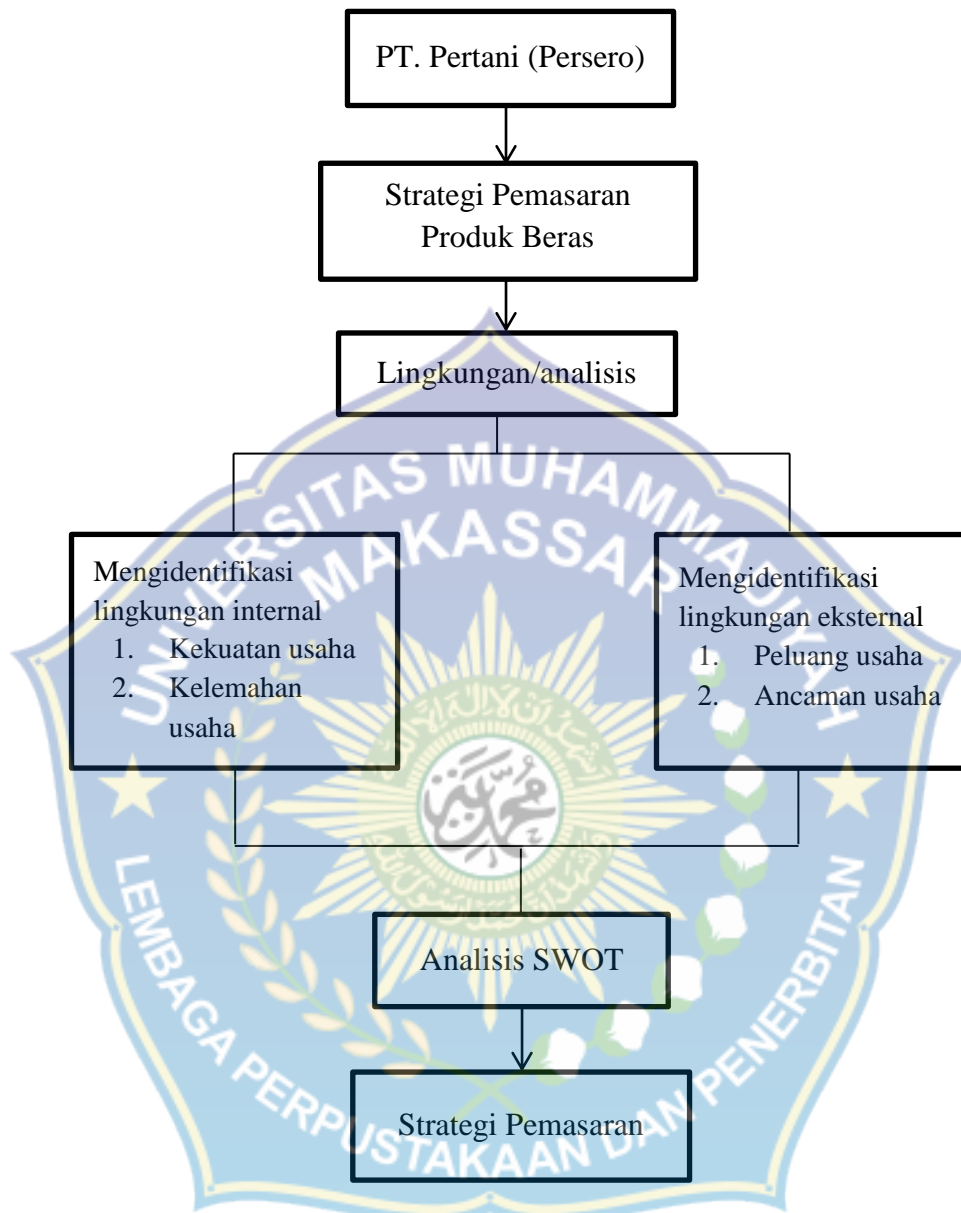 PT. Pertani (Persero)
Strategi Pemasaran
Produk Beras
Lingkungan/analisis
UNIVERSITAS MUHAMMADIYAH
MAKASSAR
Mengidentifikasi
lingkungan internal
1. Kekuatan usaha
2. Kelemahan
usaha
Mengidentifikasi
lingkungan eksternal
1. Peluang usaha
2. Ancaman usaha
Analisis SWOT
Strategi Pemasaran
LEMBAGA PERPUSTAKAAN DAN PENERBITAN